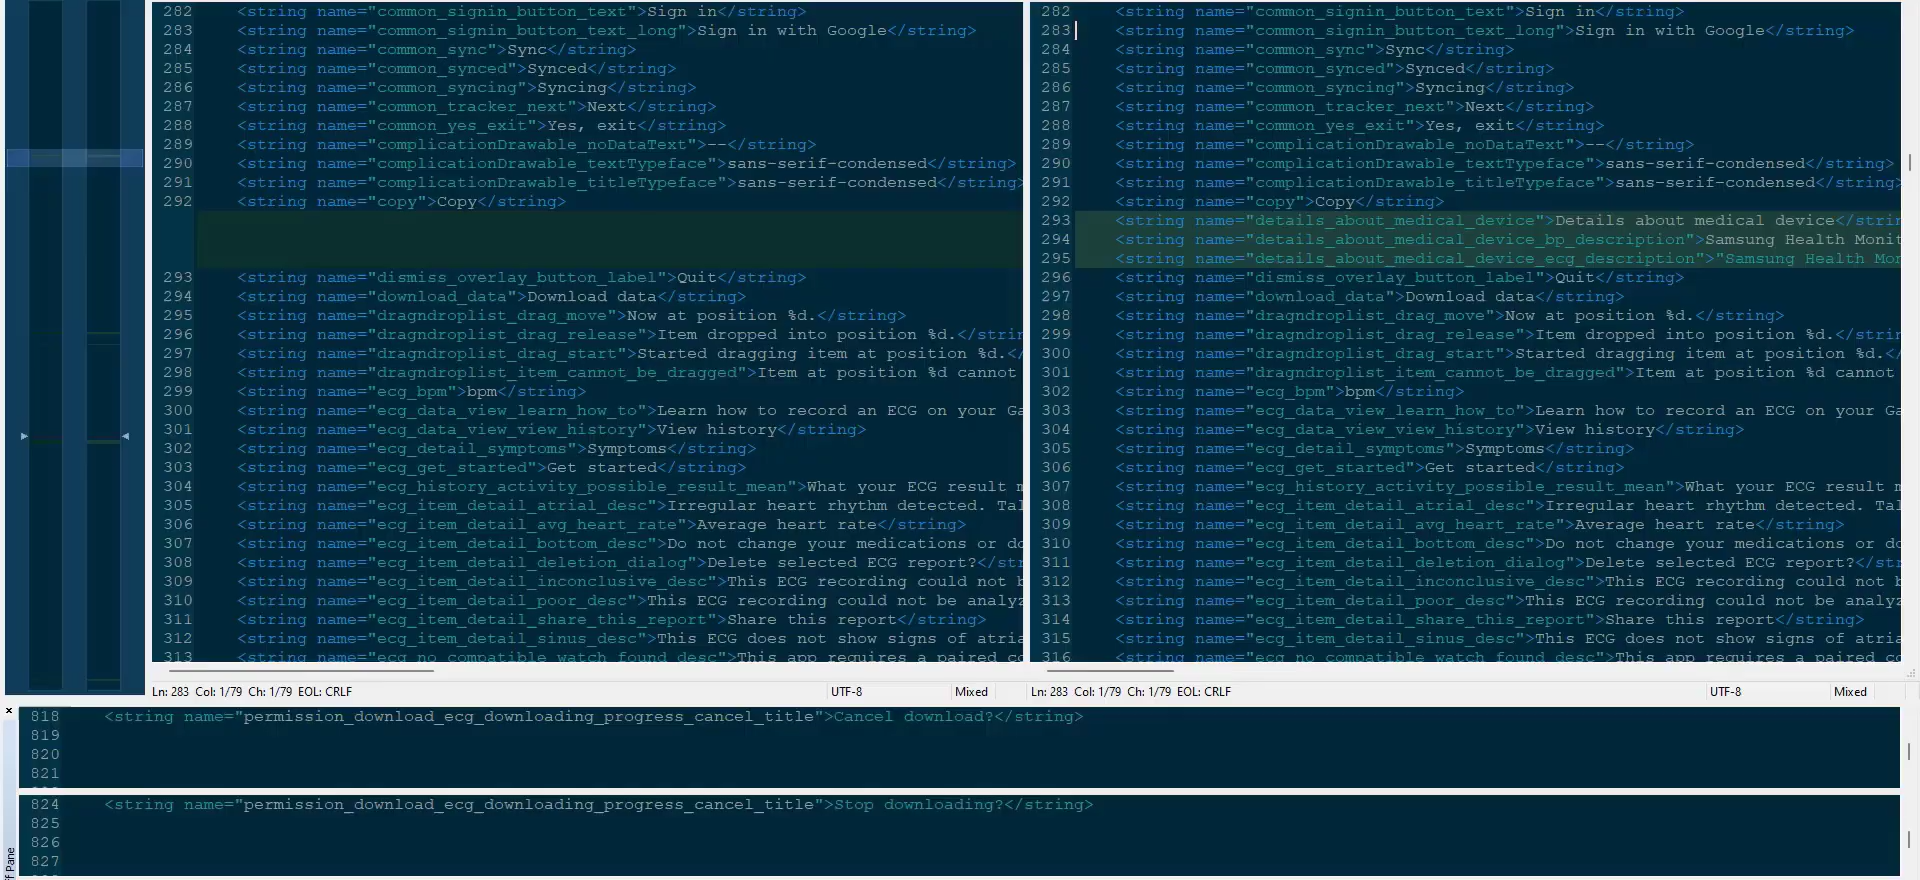 282 <string name="common_signin_button_text">Sign in</string>
283 <string name="common_signin_button_text_long">Sign in with Google</string>
284 <string name="common_sync">Sync</string>
285 <string name="common_synced">Synced</string>
286 <string name="common_syncing">Syncing</string>
287 <string name="common_tracker_next">Next</string>
288 <string name="common_yes_exit">Yes, exit</string>
289 <string name="complicationDrawable_noDataText">--</string>
290 <string name="complicationDrawable_textTypeface">sans-serif-condensed</string>
291 <string name="complicationDrawable_titleTypeface">sans-serif-condensed</string>
292 <string name="copy">Copy</string>
293 <string name="dismiss_overlay_button_label">Quit</string>
294 <string name="download_data">Download data</string>
295 <string name="dragndroplist_drag_move">Now at position %d.</string>
296 <string name="dragndroplist_drag_release">Item dropped into position %d.</strin
297 <string name="dragndroplist_drag_start">Started dragging item at position %d.</
298 <string name="dragndroplist_item_cannot_be_dragged">Item at position %d cannot
299 <string name="ecg_bpm">bpm</string>
300 <string name="ecg_data_view_learn_how_to">Learn how to record an ECG on your Ga
301 <string name="ecg_data_view_view_history">View history</string>
302 <string name="ecg_detail_symptoms">Symptoms</string>
303 <string name="ecg_get_started">Get started</string>
304 <string name="ecg_history_activity_possible_result_mean">What your ECG result m
305 <string name="ecg_item_detail_atrial_desc">Irregular heart rhythm detected. Tal
306 <string name="ecg_item_detail_avg_heart_rate">Average heart rate</string>
307 <string name="ecg_item_detail_bottom_desc">Do not change your medications or do
308 <string name="ecg_item_detail_deletion_dialog">Delete selected ECG report?</str
309 <string name="ecg_item_detail_inconclusive_desc">This ECG recording could not b
310 <string name="ecg_item_detail_poor_desc">This ECG recording could not be analyz
311 <string name="ecg_item_detail_share_this_report">Share this report</string>
312 <string name="ecg_item_detail_sinus_desc">This ECG does not show signs of atria
313 <string name="ecg_no_compatible_watch_found_desc">This app requires a paired co
Ln: 283 Col: 1/79 Ch: 1/79 EOL: CRLF UTF-8 Mixed
282 <string name="common_signin_button_text">Sign in</string>
283 <string name="common_signin_button_text_long">Sign in with Google</string>
284 <string name="common_sync">Sync</string>
285 <string name="common_synced">Synced</string>
286 <string name="common_syncing">Syncing</string>
287 <string name="common_tracker_next">Next</string>
288 <string name="common_yes_exit">Yes, exit</string>
289 <string name="complicationDrawable_noDataText">--</string>
290 <string name="complicationDrawable_textTypeface">sans-serif-condensed</string>
291 <string name="complicationDrawable_titleTypeface">sans-serif-condensed</string>
292 <string name="copy">Copy</string>
293 <string name="details_about_medical_device">Details about medical device</strin
294 <string name="details_about_medical_device_bp_description">Samsung Health Monit
295 <string name="details_about_medical_device_ecg_description">"Samsung Health Mon
296 <string name="dismiss_overlay_button_label">Quit</string>
297 <string name="download_data">Download data</string>
298 <string name="dragndroplist_drag_move">Now at position %d.</string>
299 <string name="dragndroplist_drag_release">Item dropped into position %d.</strin
300 <string name="dragndroplist_drag_start">Started dragging item at position %d.</
301 <string name="dragndroplist_item_cannot_be_dragged">Item at position %d cannot
302 <string name="ecg_bpm">bpm</string>
303 <string name="ecg_data_view_learn_how_to">Learn how to record an ECG on your Ga
304 <string name="ecg_data_view_view_history">View history</string>
305 <string name="ecg_detail_symptoms">Symptoms</string>
306 <string name="ecg_get_started">Get started</string>
307 <string name="ecg_history_activity_possible_result_mean">What your ECG result m
308 <string name="ecg_item_detail_atrial_desc">Irregular heart rhythm detected. Tal
309 <string name="ecg_item_detail_avg_heart_rate">Average heart rate</string>
310 <string name="ecg_item_detail_bottom_desc">Do not change your medications or do
311 <string name="ecg_item_detail_deletion_dialog">Delete selected ECG report?</str
312 <string name="ecg_item_detail_inconclusive_desc">This ECG recording could not b
313 <string name="ecg_item_detail_poor_desc">This ECG recording could not be analyz
314 <string name="ecg_item_detail_share_this_report">Share this report</string>
315 <string name="ecg_item_detail_sinus_desc">This ECG does not show signs of atria
316 <string name="ecg_no_compatible_watch_found_desc">This app requires a paired co
Ln: 283 Col: 1/79 Ch: 1/79 EOL: CRLF UTF-8 Mixed
818 <string name="permission_download_ecg_downloading_progress_cancel_title">Cancel download?</string>
819
820
821
824 <string name="permission_download_ecg_downloading_progress_cancel_title">Stop downloading?</string>
825
826
827
ff Pane